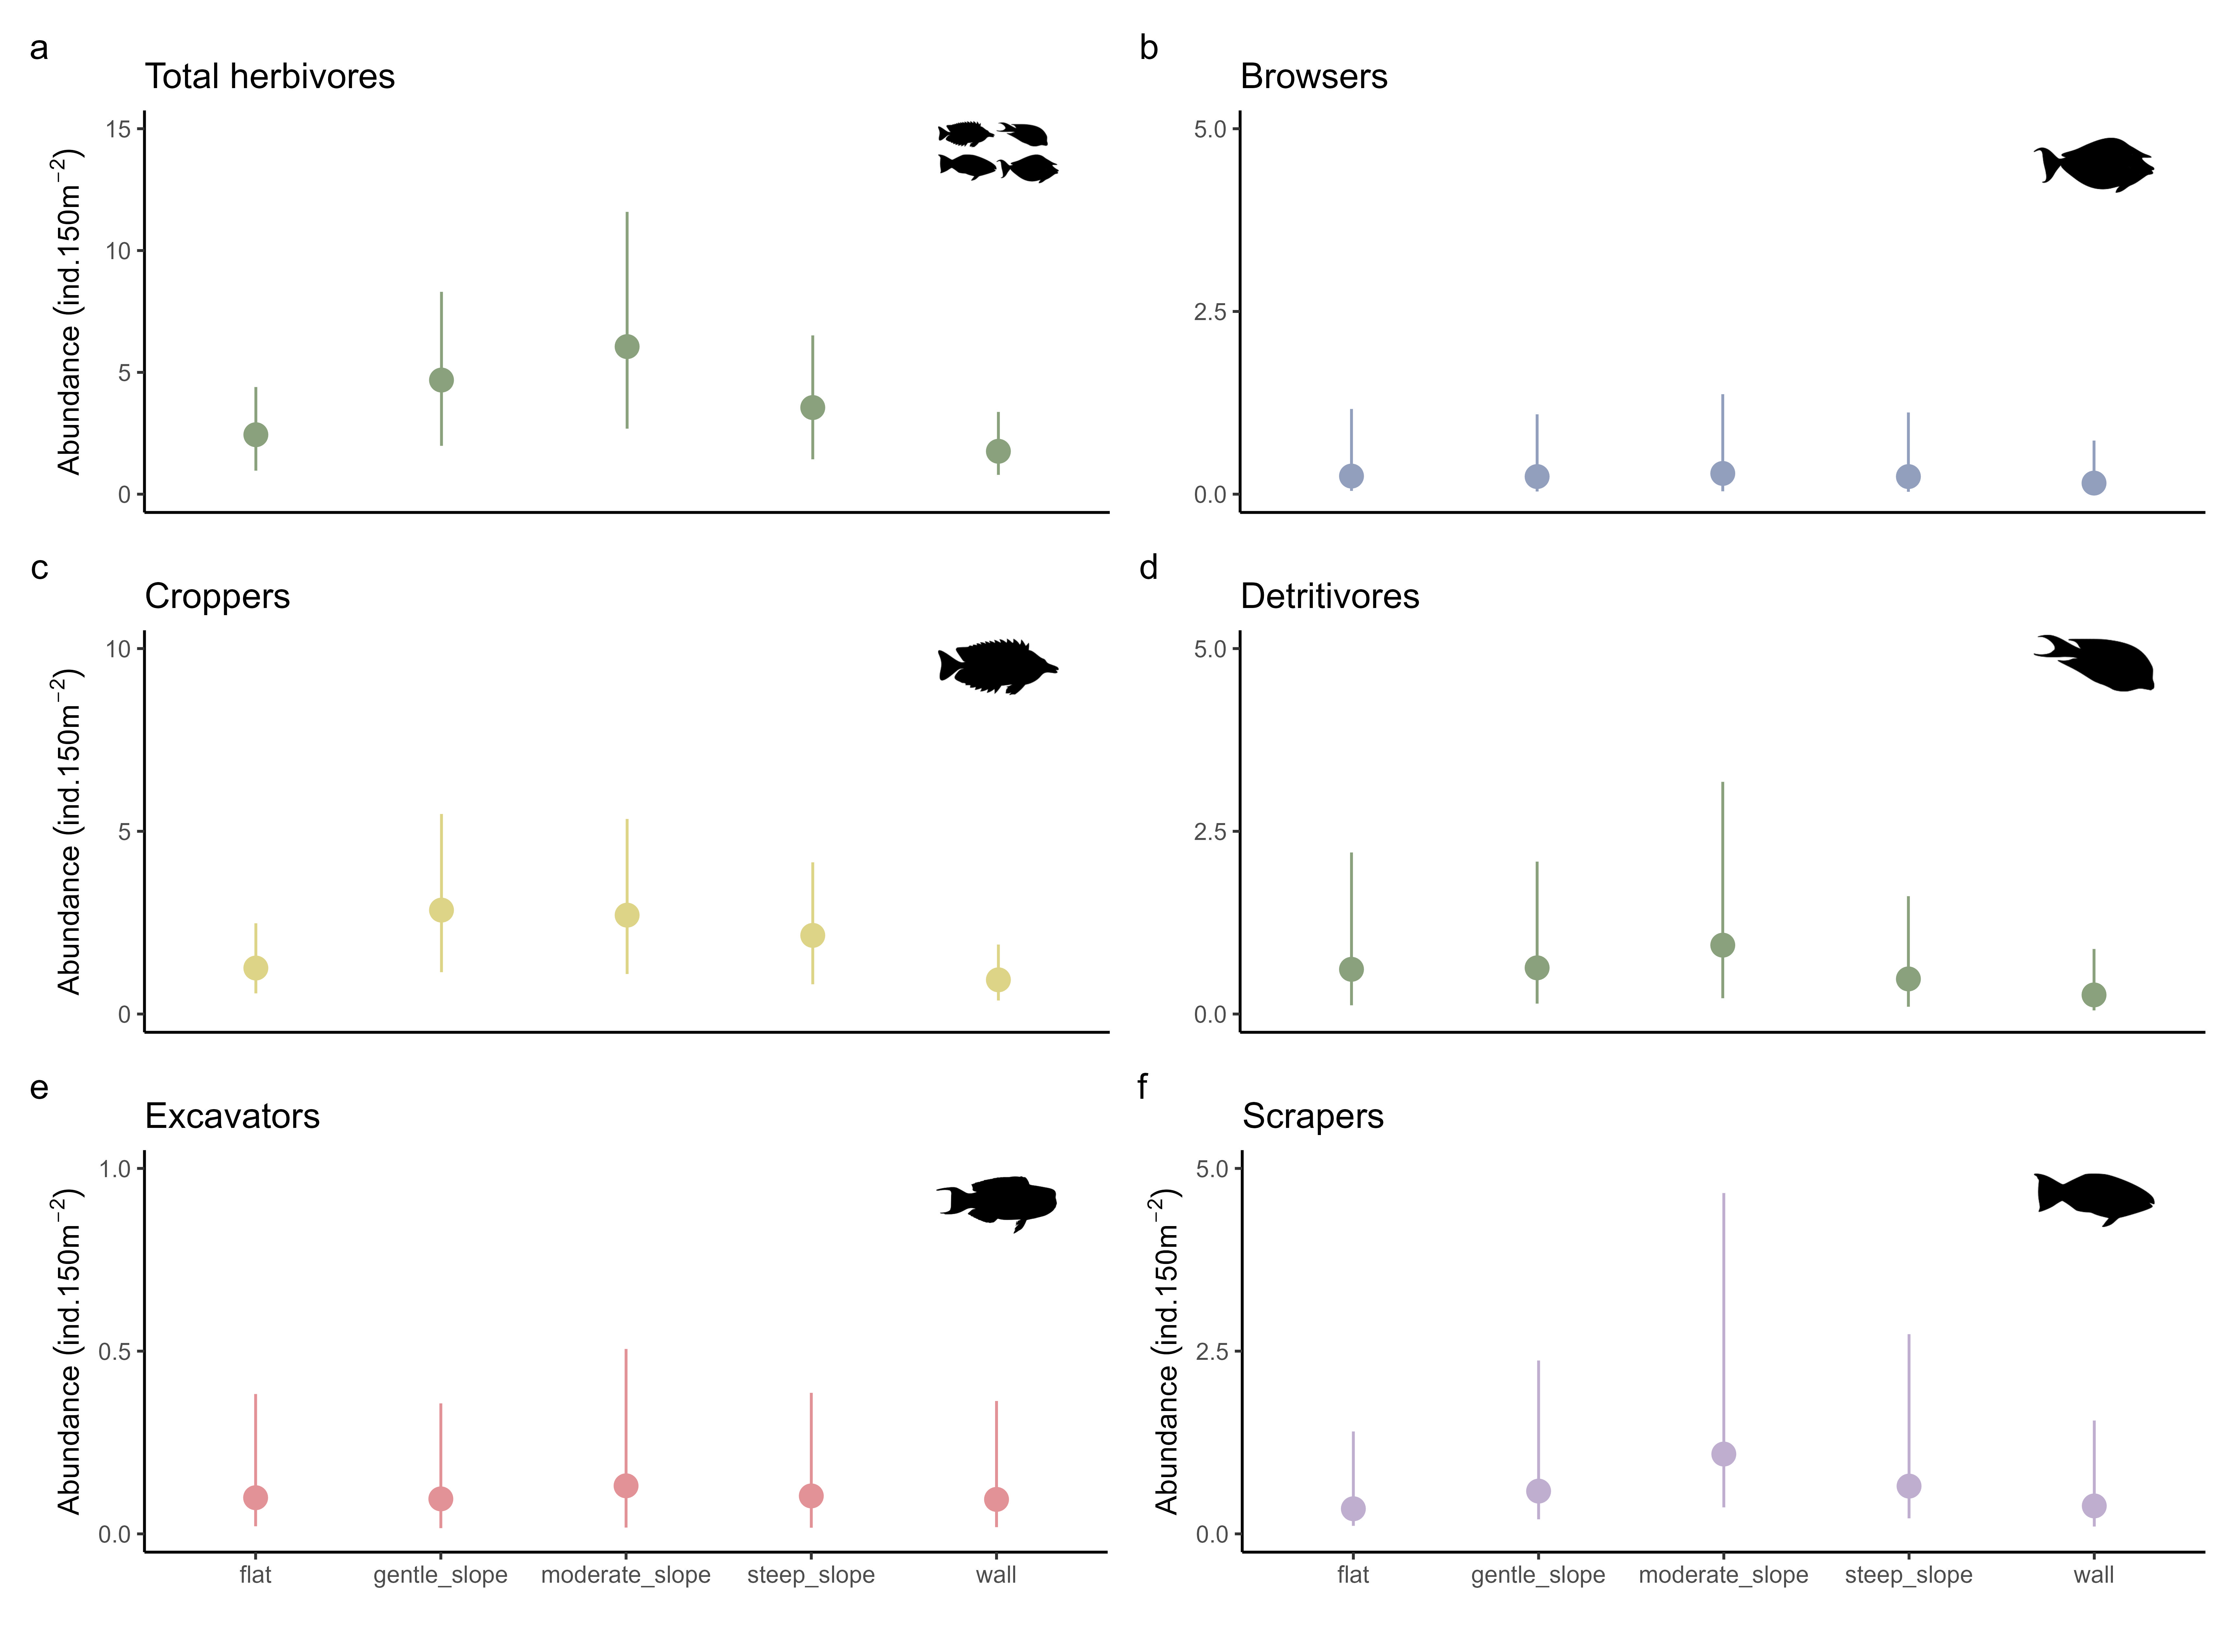 a
Total herbivores
Abundance (ind.150m⁻²)
15
10
5
0
b
Browsers
5.0
2.5
0.0
c
Croppers
Abundance (ind.150m⁻²)
10
5
0
d
Detritivores
5.0
2.5
0.0
e
Excavators
Abundance (ind.150m⁻²)
1.0
0.5
0.0
flat gentle_slope moderate_slope steep_slope wall
f
Scrapers
Abundance (ind.150m⁻²)
5.0
2.5
0.0
flat gentle_slope moderate_slope steep_slope wall